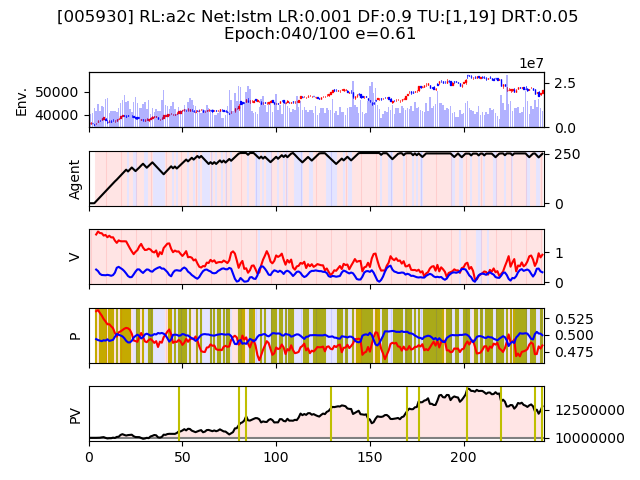 [005930] RL:a2c Net:lstm LR:0.001 DF:0.9 TU:[1,19] DRT:0.05
Epoch:040/100 e=0.61
1e7
Env.
50000
40000
2.5
0.0
Agent
250
0
V
1
0
P
0.525
0.500
0.475
PV
12500000
10000000
0 50 100 150 200